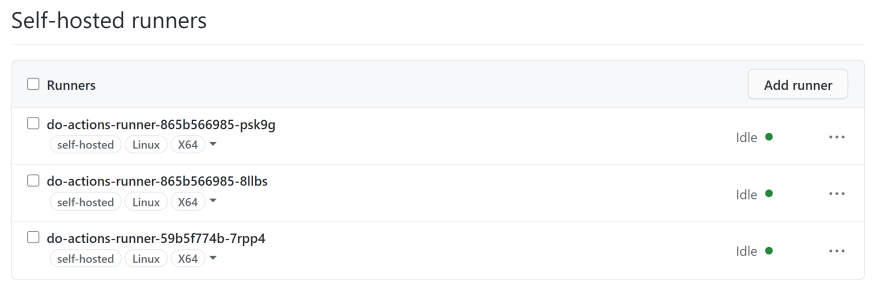 Self-hosted runners
Runners
Add runner
do-actions-runner-865b566985-psk9g
self-hosted Linux X64
Idle
do-actions-runner-865b566985-8llbs
self-hosted Linux X64
Idle
do-actions-runner-59b5f774b-7rpp4
self-hosted Linux X64
Idle